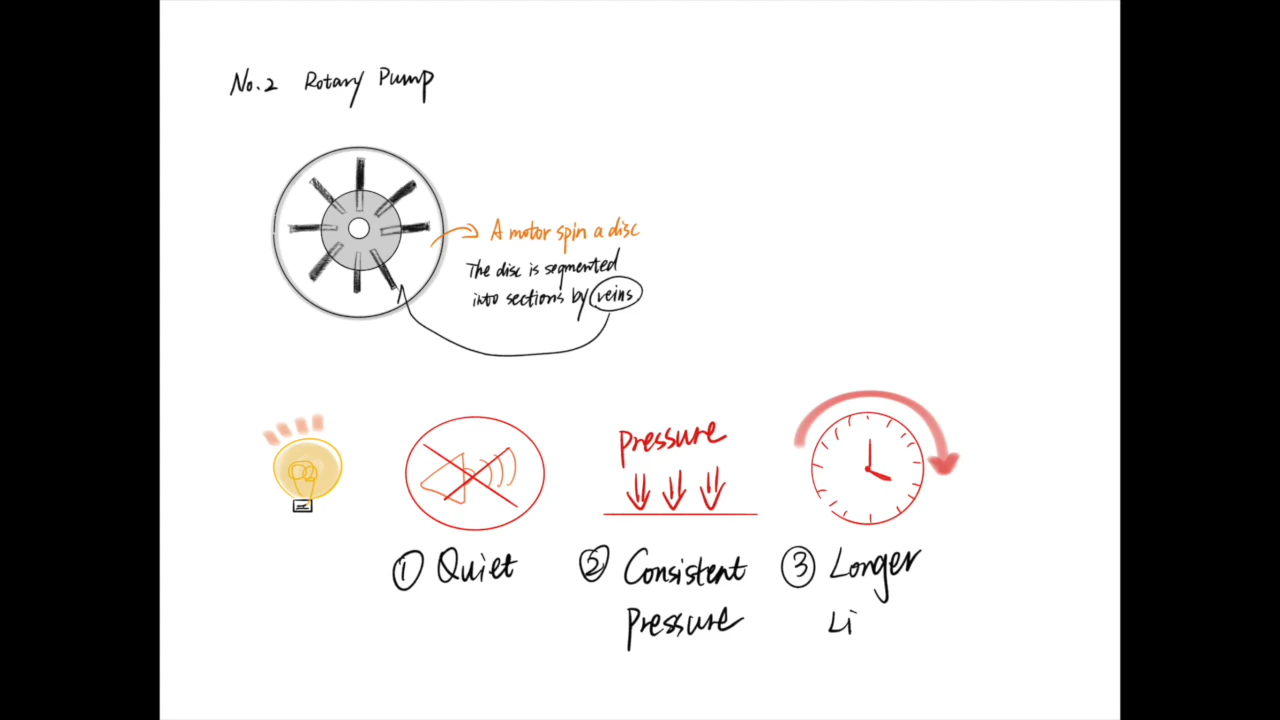 No.2 Rotary Pump
A motor spin a disc
The disc is segmented
into sections by veins
Pressure
① Quiet
② Consistent
Pressure
③ Longer
Li